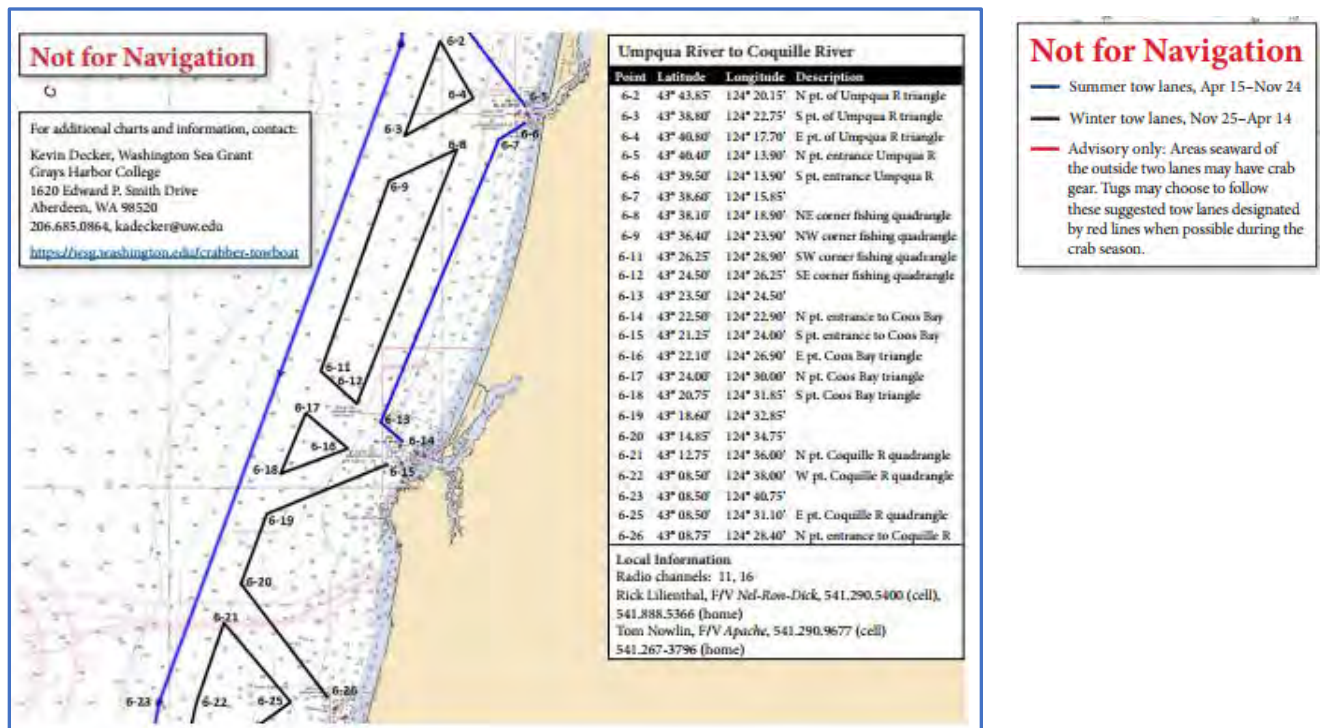 Not for Navigation
For additional charts and information, contact:
Kevin Decker, Washington Sea Grant
Grays Harbor College
1620 Edward P. Smith Drive
Aberdeen, WA 98520
206.685.0864, kadecker@uw.edu
https://wsg.washington.edu/crabber-towboat
6-2
6-4
6-3
6-5
6-6
6-7
6-8
6-9
6-11
6-12
6-17
6-13
6-16
6-14
6-18
6-15
6-19
6-20
6-21
6-26
6-23
6-22
6-25
Umpqua River to Coquille River
Point Latitude Longitude Description
6-2 43° 43.85' 124° 20.15' N pt. of Umpqua R triangle
6-3 43° 38.80' 124° 22.75' S pt. of Umpqua R triangle
6-4 43° 40.80' 124° 17.70' E pt. of Umpqua R triangle
6-5 43° 40.40' 124° 13.90' N pt. entrance Umpqua R
6-6 43° 39.50' 124° 13.90' S pt. entrance Umpqua R
6-7 43° 38.60' 124° 15.85'
6-8 43° 38.10' 124° 18.90' NE corner fishing quadrangle
6-9 43° 36.40' 124° 23.90' NW corner fishing quadrangle
6-11 43° 26.25' 124° 28.90' SW corner fishing quadrangle
6-12 43° 24.50' 124° 26.25' SE corner fishing quadrangle
6-13 43° 23.50' 124° 24.50'
6-14 43° 22.50' 124° 22.90' N pt. entrance to Coos Bay
6-15 43° 21.25' 124° 24.00' S pt. entrance to Coos Bay
6-16 43° 22.10' 124° 26.90' E pt. Coos Bay triangle
6-17 43° 24.00' 124° 30.00' N pt. Coos Bay triangle
6-18 43° 20.75' 124° 31.85' S pt. Coos Bay triangle
6-19 43° 18.60' 124° 32.85'
6-20 43° 14.85' 124° 34.75'
6-21 43° 12.75' 124° 36.00' N pt. Coquille R quadrangle
6-22 43° 08.50' 124° 38.00' W pt. Coquille R quadrangle
6-23 43° 08.50' 124° 40.75'
6-25 43° 08.50' 124° 31.10' E pt. Coquille R quadrangle
6-26 43° 08.75' 124° 28.40' N pt. entrance to Coquille R
Local Information
Radio channels: 11, 16
Rick Lilienthal, F/V Nel-Ron-Dick, 541.290.5400 (cell),
541.888.5366 (home)
Tom Nowlin, F/V Apache, 541.290.9677 (cell)
541.267-3796 (home)
Not for Navigation
Summer tow lanes, Apr 15–Nov 24
Winter tow lanes, Nov 25–Apr 14
Advisory only: Areas seaward of
the outside two lanes may have crab
gear. Tugs may choose to follow
these suggested tow lanes designated
by red lines when possible during the
crab season.